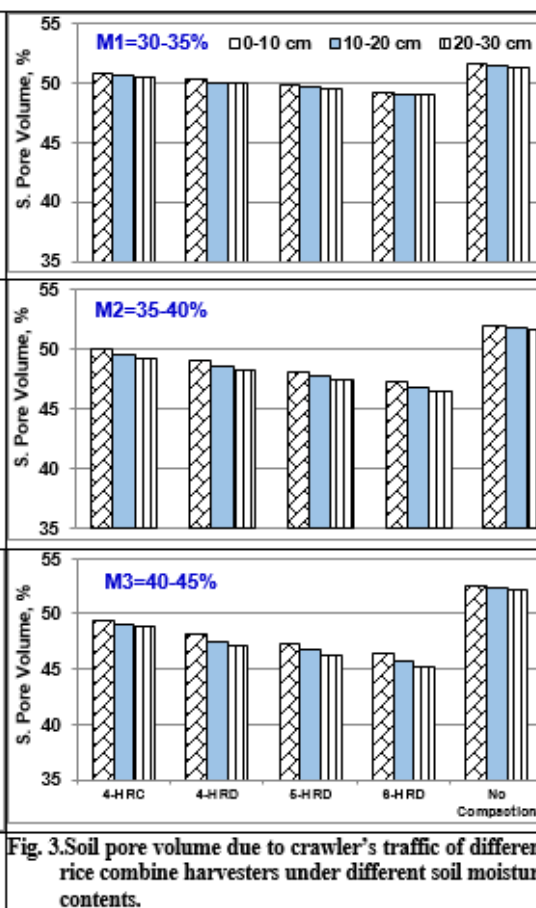 55
M1=30-35% 0-10 cm 10-20 cm 20-30 cm
50
45
40
35
S. Pore Volume, %
55
M2=35-40%
50
45
40
35
S. Pore Volume, %
55
M3=40-45%
50
45
40
35
S. Pore Volume, %
4-HRC 4-HRD 5-HRD 6-HRD No
Compaction
Fig. 3.Soil pore volume due to crawler's traffic of differen
rice combine harvesters under different soil moistur
contents.